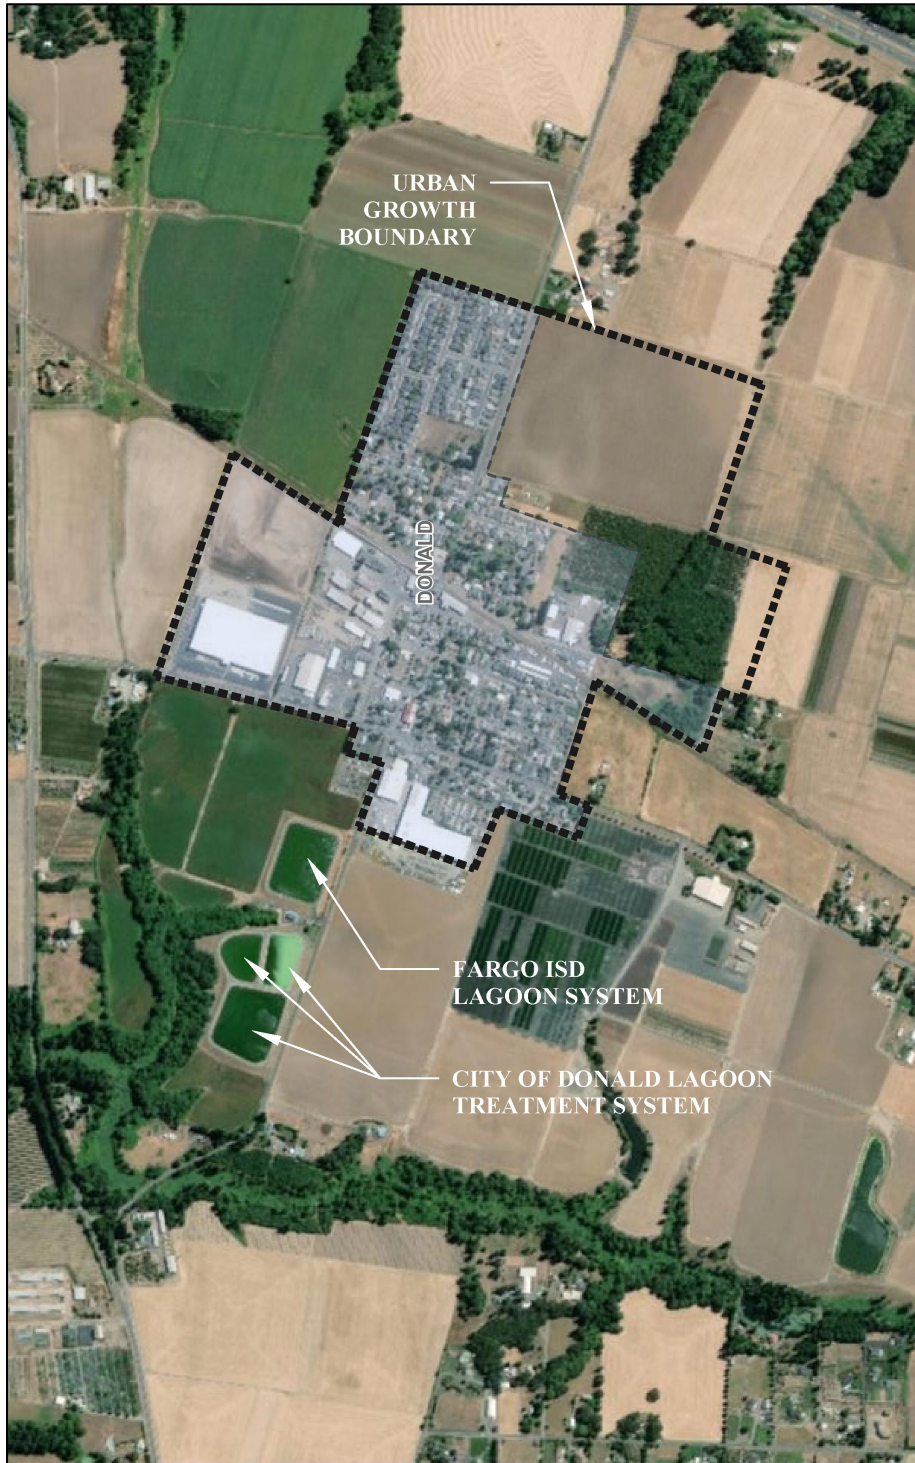 URBAN
GROWTH
BOUNDARY
DONALD
FARGO ISD
LAGOON SYSTEM
CITY OF DONALD LAGOON
TREATMENT SYSTEM